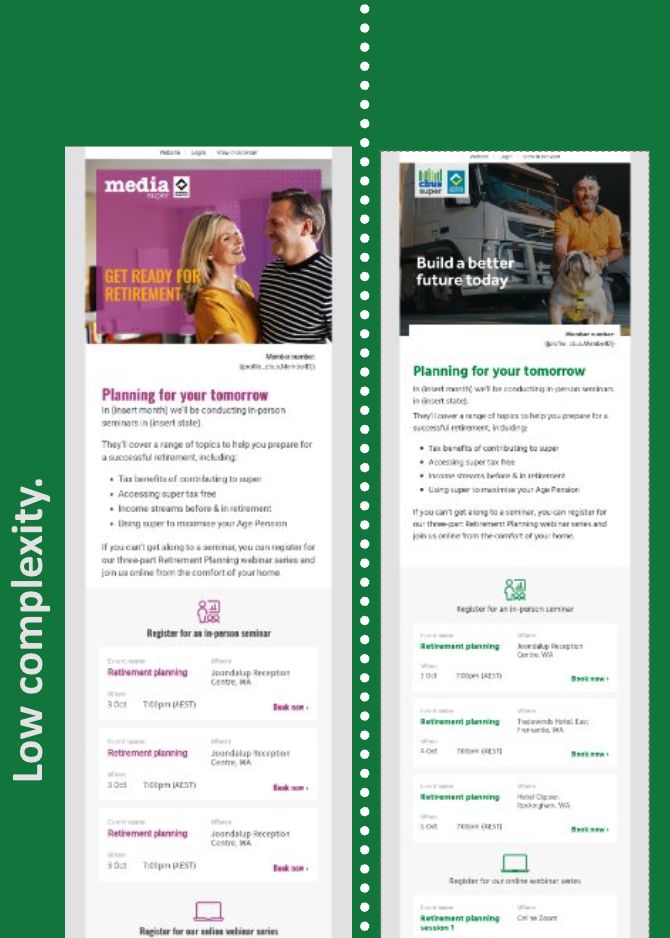 Low complexity.
Website Login View in browser
media
super
GET READY FOR
RETIREMENT
Member number:
Planning for your tomorrow
In (insert month) we'll be conducting in-person
seminars in (insert state).
They'll cover a range of topics to help you prepare for
a successful retirement, including:
• Tax benefits of contributing to super
• Accessing super tax free
• Income streams before & in retirement
• Using super to maximise your Age Pension
If you can't get along to a seminar, you can register for
our three-part Retirement Planning webinar series and
join us online from the comfort of your home.
Register for an in-person seminar
Event name Where
Retirement planning Joondalup Reception
Centre, WA
When
3 Oct 7:00pm (AEST) Book now ›
Event name Where
Retirement planning Joondalup Reception
Centre, WA
When
3 Oct 7:00pm (AEST) Book now ›
Event name Where
Retirement planning Joondalup Reception
Centre, WA
When
3 Oct 7:00pm (AEST) Book now ›
Register for our online webinar series
Website Login View in browser
cbus
super
Build a better
future today
Member number:
Planning for your tomorrow
In (insert month) we'll be conducting in-person seminars
in (insert state).
They'll cover a range of topics to help you prepare for a
successful retirement, including:
• Tax benefits of contributing to super
• Accessing super tax free
• Income streams before & in retirement
• Using super to maximise your Age Pension
If you can't get along to a seminar, you can register for
our three-part Retirement Planning webinar series and
join us online from the comfort of your home.
Register for an in-person seminar
Event name Where
Retirement planning Joondalup Reception
Centre, WA
When
3 Oct 7:00pm (AEST) Book now ›
Event name Where
Retirement planning Tradewinds Hotel, East
Fremantle, WA
When
4 Oct 7:00pm (AEST) Book now ›
Event name Where
Retirement planning Hotel Clipper,
Rockingham, WA
When
5 Oct 7:00pm (AEST) Book now ›
Register for our online webinar series
Event name Where
Retirement planning Online Zoom
session 1